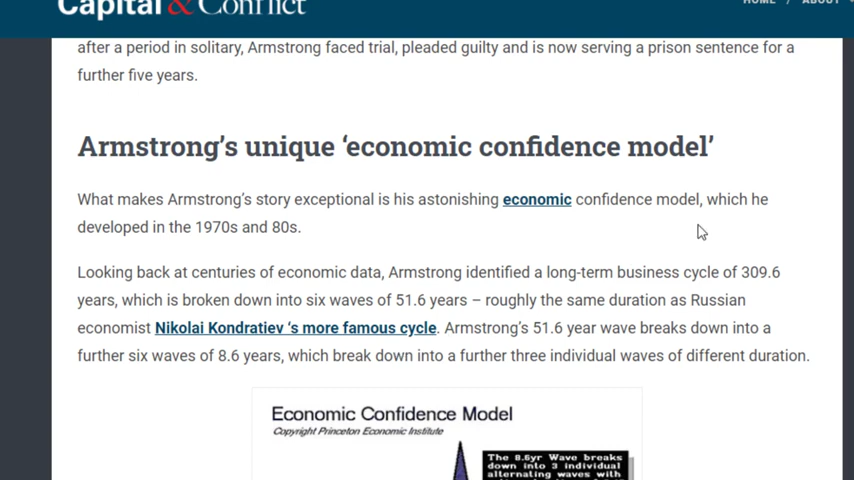 Capital & Conflict
HOME / ABOUT
after a period in solitary, Armstrong faced trial, pleaded guilty and is now serving a prison sentence for a
further five years.
Armstrong's unique ‘economic confidence model’
What makes Armstrong's story exceptional is his astonishing economic confidence model, which he
developed in the 1970s and 80s.
Looking back at centuries of economic data, Armstrong identified a long-term business cycle of 309.6
years, which is broken down into six waves of 51.6 years – roughly the same duration as Russian
economist Nikolai Kondratiev ‘s more famous cycle. Armstrong's 51.6 year wave breaks down into a
further six waves of 8.6 years, which break down into a further three individual waves of different duration.
Economic Confidence Model
Copyright Princeton Economic Institute
The 8.6yr Wave breaks
down into 3 individual
alternating waves with